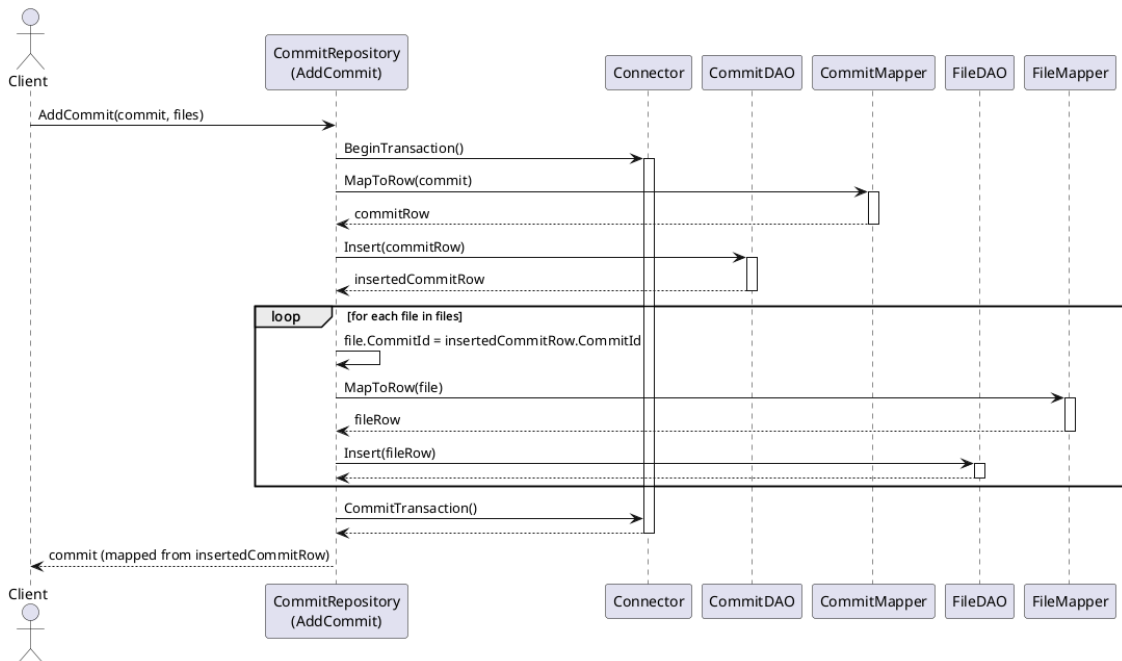 Client
CommitRepository
(AddCommit)
Connector
CommitDAO
CommitMapper
FileDAO
FileMapper
AddCommit(commit, files)
BeginTransaction()
MapToRow(commit)
commitRow
Insert(commitRow)
insertedCommitRow
loop
[for each file in files]
file.CommitId = insertedCommitRow.CommitId
MapToRow(file)
fileRow
Insert(fileRow)
CommitTransaction()
commit (mapped from insertedCommitRow)
Client
CommitRepository
(AddCommit)
Connector
CommitDAO
CommitMapper
FileDAO
FileMapper